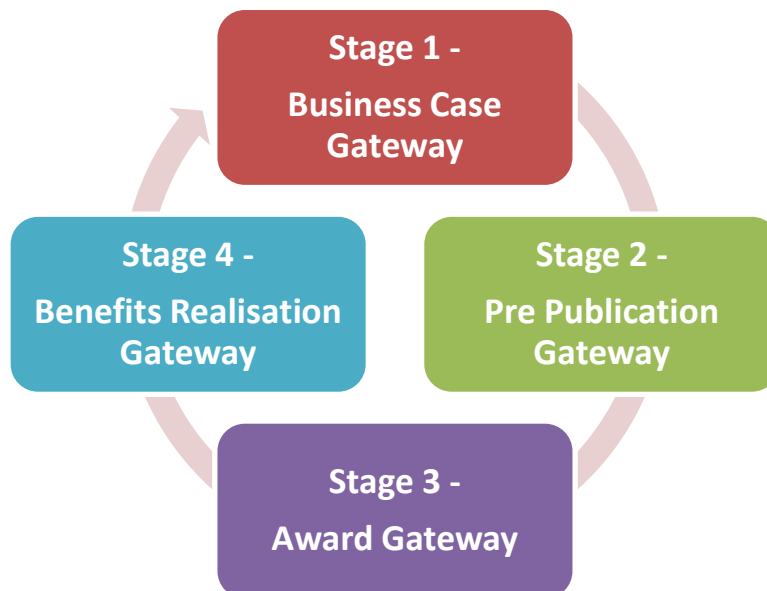 Stage 1 -
Business Case
Gateway
Stage 2 -
Pre Publication
Gateway
Stage 3 -
Award Gateway
Stage 4 -
Benefits Realisation
Gateway